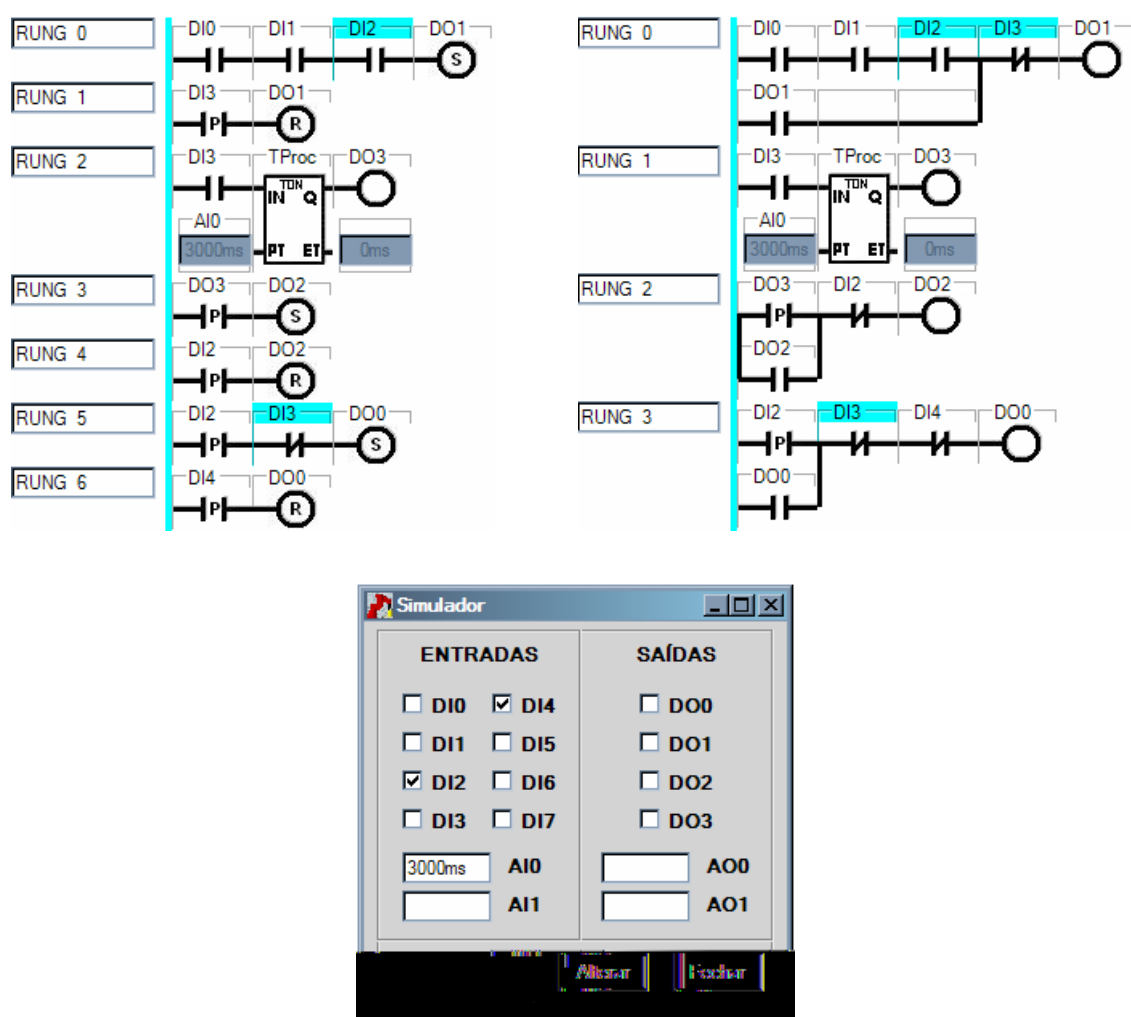 RUNG 0
DI0 DI1 DI2 DO1
S
RUNG 1
DI3 DO1
P R
RUNG 2
DI3 TProc DO3
TON
IN Q
AI0
3000ms PT ET 0ms
RUNG 3
DO3 DO2
P S
RUNG 4
DI2 DO2
P R
RUNG 5
DI2 DI3 DO0
P S
RUNG 6
DI4 DO0
P R
RUNG 0
DI0 DI1 DI2 DI3 DO1
DO1
RUNG 1
DI3 TProc DO3
TON
IN Q
AI0
3000ms PT ET 0ms
RUNG 2
DO3 DI2 DO2
P
DO2
RUNG 3
DI2 DI3 DI4 DO0
P
DO0
Simulador
ENTRADAS
DI0 DI4
DI1 DI5
DI2 DI6
DI3 DI7
3000ms AI0
AI1
SAÍDAS
DO0
DO1
DO2
DO3
AO0
AO1
Alterar Fechar